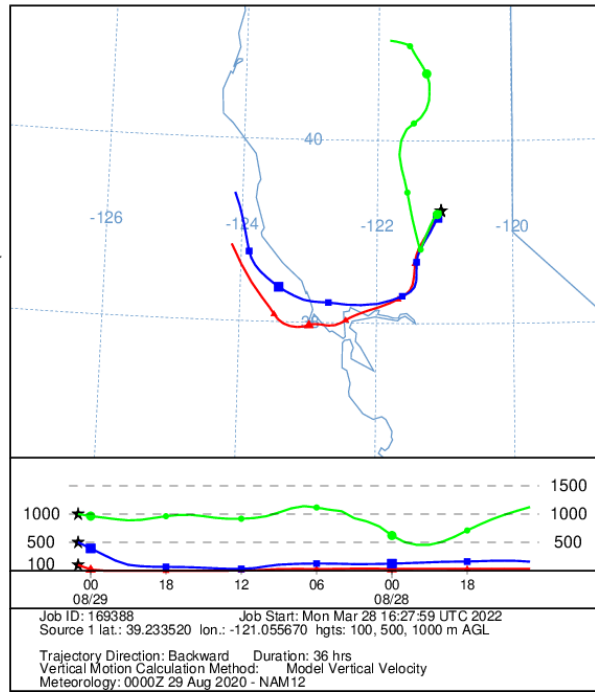 40
-126
-124
-122
-120
38
1500
1000
1000
500
500
100
00 18 12 06 00 18
08/29 08/28
Job ID: 169388 Job Start: Mon Mar 28 16:27:59 UTC 2022
Source 1 lat.: 39.233520 lon.: -121.055670 hgts: 100, 500, 1000 m AGL
Trajectory Direction: Backward Duration: 36 hrs
Vertical Motion Calculation Method: Model Vertical Velocity
Meteorology: 0000Z 29 Aug 2020 - NAM12